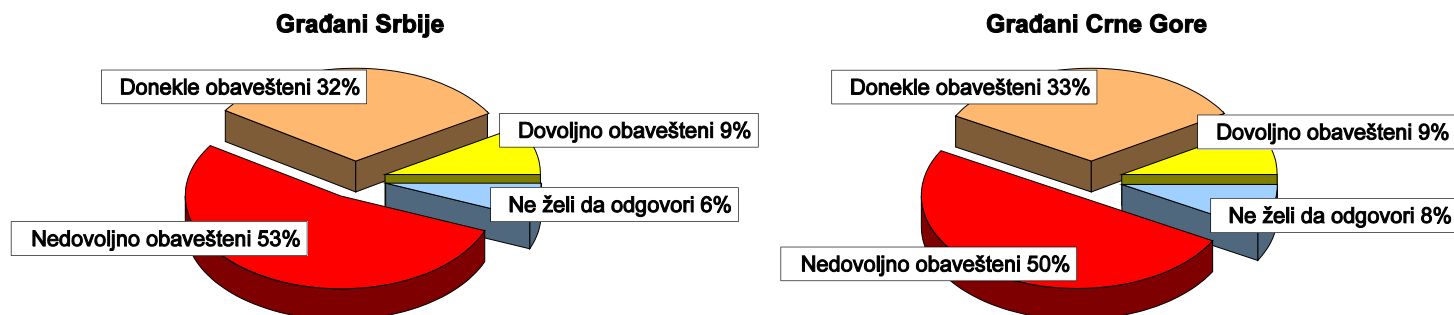 Građani Srbije
Donekle obavešteni 32%
Dovoljno obavešteni 9%
Ne želi da odgovori 6%
Nedovoljno obavešteni 53%
Građani Crne Gore
Donekle obavešteni 33%
Dovoljno obavešteni 9%
Ne želi da odgovori 8%
Nedovoljno obavešteni 50%